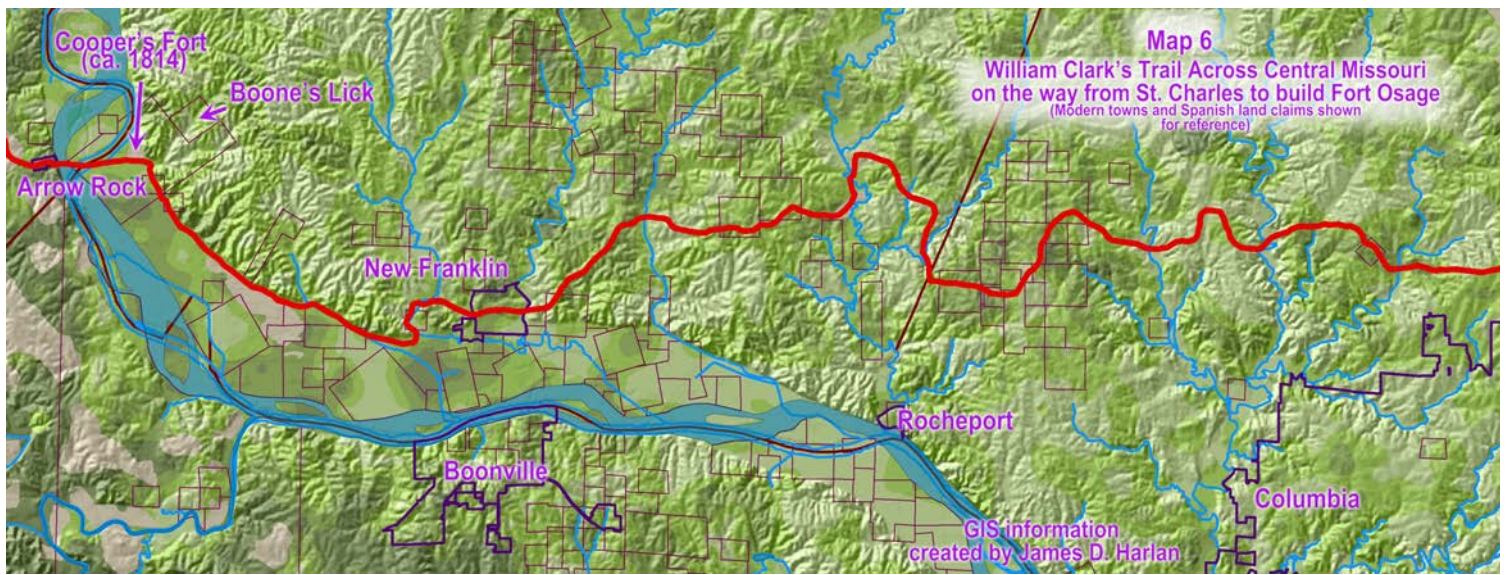 Cooper's Fort
(ca. 1814)
Boone's Lick
Map 6
William Clark's Trail Across Central Missouri
on the way from St. Charles to build Fort Osage
(Modern towns and Spanish land claims shown
for reference)
Arrow Rock
New Franklin
Rocheport
Boonville
Columbia
GIS information
created by James D. Harlan